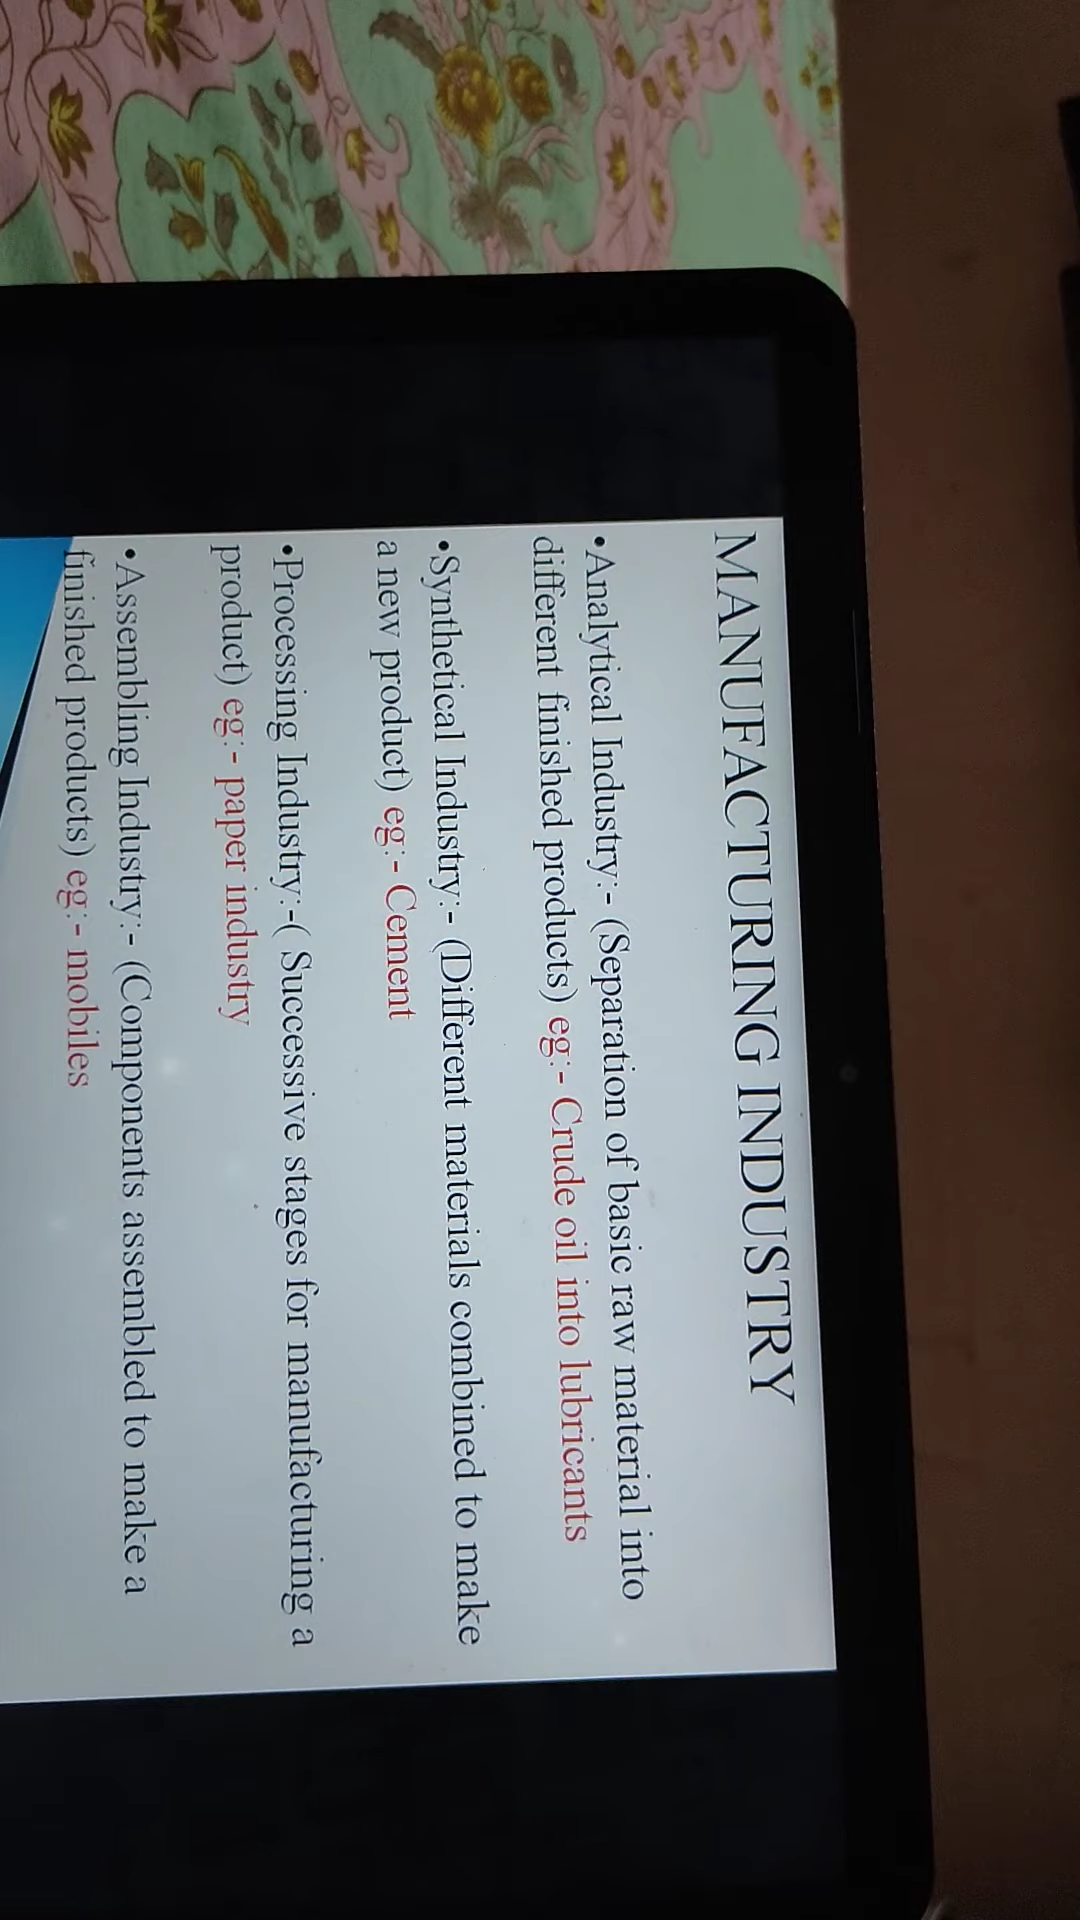 MANUFACTURING INDUSTRY
•Analytical Industry:- (Separation of basic raw material into
different finished products) eg:- Crude oil into lubricants
•Synthetical Industry:- (Different materials combined to make
a new product) eg:- Cement
•Processing Industry:-( Successive stages for manufacturing a
product) eg:- paper industry
•Assembling Industry:- (Components assembled to make a
finished products) eg:- mobiles